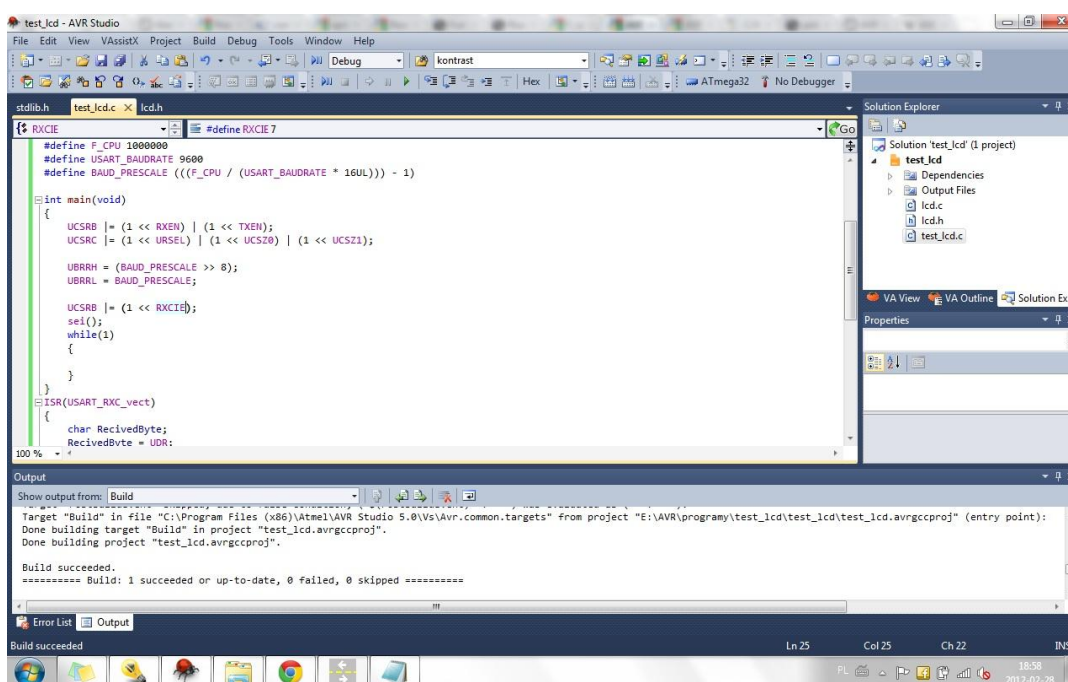 test_lcd - AVR Studio
File Edit View VAssistX Project Build Debug Tools Window Help
Debug kontrast
Hex ATmega32 No Debugger
stdlib.h test_lcd.c X lcd.h
RXCIE #define RXCIE 7 Go
#define F_CPU 1000000
#define USART_BAUDRATE 9600
#define BAUD_PRESCALE (((F_CPU / (USART_BAUDRATE * 16UL))) - 1)
int main(void)
{
UCSRB |= (1 << RXEN) | (1 << TXEN);
UCSRC |= (1 << URSEL) | (1 << UCSZ0) | (1 << UCSZ1);
UBRRH = (BAUD_PRESCALE >> 8);
UBRRL = BAUD_PRESCALE;
UCSRB |= (1 << RXCIE);
sei();
while(1)
{
}
}
ISR(USART_RXC_vect)
{
char RecivedByte;
RecivedByte = UDR;
100 %
Solution Explorer
Solution 'test_lcd' (1 project)
test_lcd
Dependencies
Output Files
lcd.c
lcd.h
test_lcd.c
VA View VA Outline Solution Ex
Properties
Output
Show output from: Build
Target "Build" in file "C:\Program Files (x86)\Atmel\AVR Studio 5.0\Vs\Avr.common.targets" from project "E:\AVR\programy\test_lcd\test_lcd\test_lcd.avrgccproj" (entry point):
Done building target "Build" in project "test_lcd.avrgccproj".
Done building project "test_lcd.avrgccproj".
Build succeeded.
========== Build: 1 succeeded or up-to-date, 0 failed, 0 skipped ==========
Error List Output
Build succeeded Ln 25 Col 25 Ch 22 INS
PL 18:58
2012-02-28